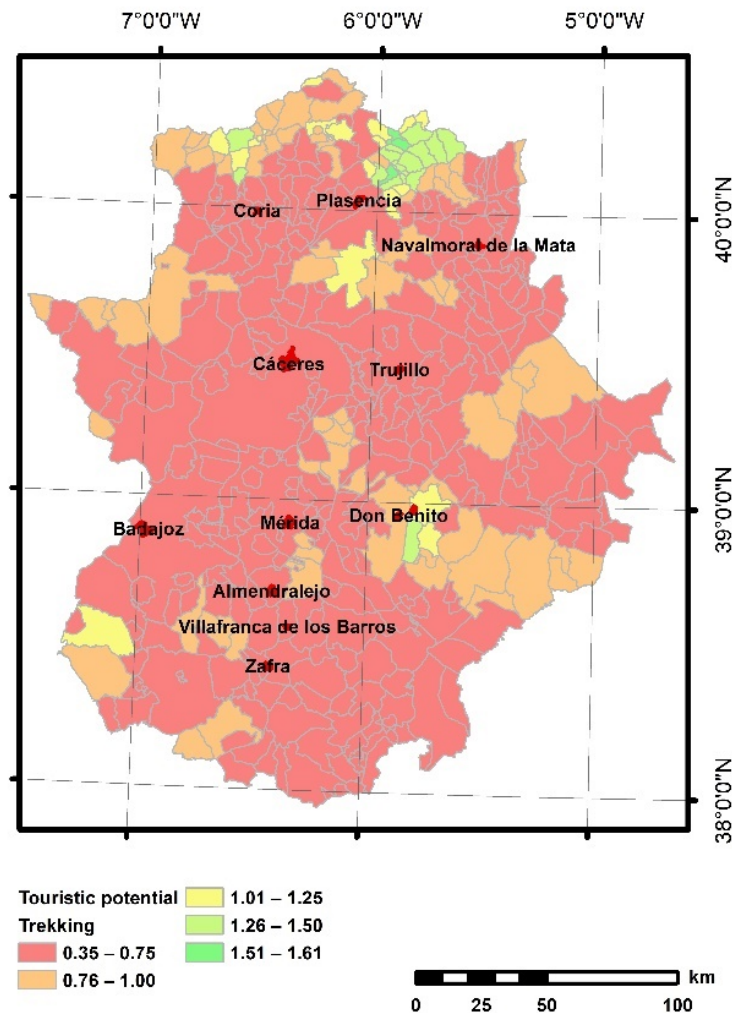 7°0'0"W 6°0'0"W 5°0'0"W
40°0'0"N
Plasencia
Coria
Navalmoral de la Mata
Cáceres
Trujillo
39°0'0"N
Don Benito
Mérida
Badajoz
Almendralejo
Villafranca de los Barros
Zafra
38°0'0"N
Touristic potential
Trekking
0.35 – 0.75
0.76 – 1.00
1.01 – 1.25
1.26 – 1.50
1.51 – 1.61
km
0 25 50 100